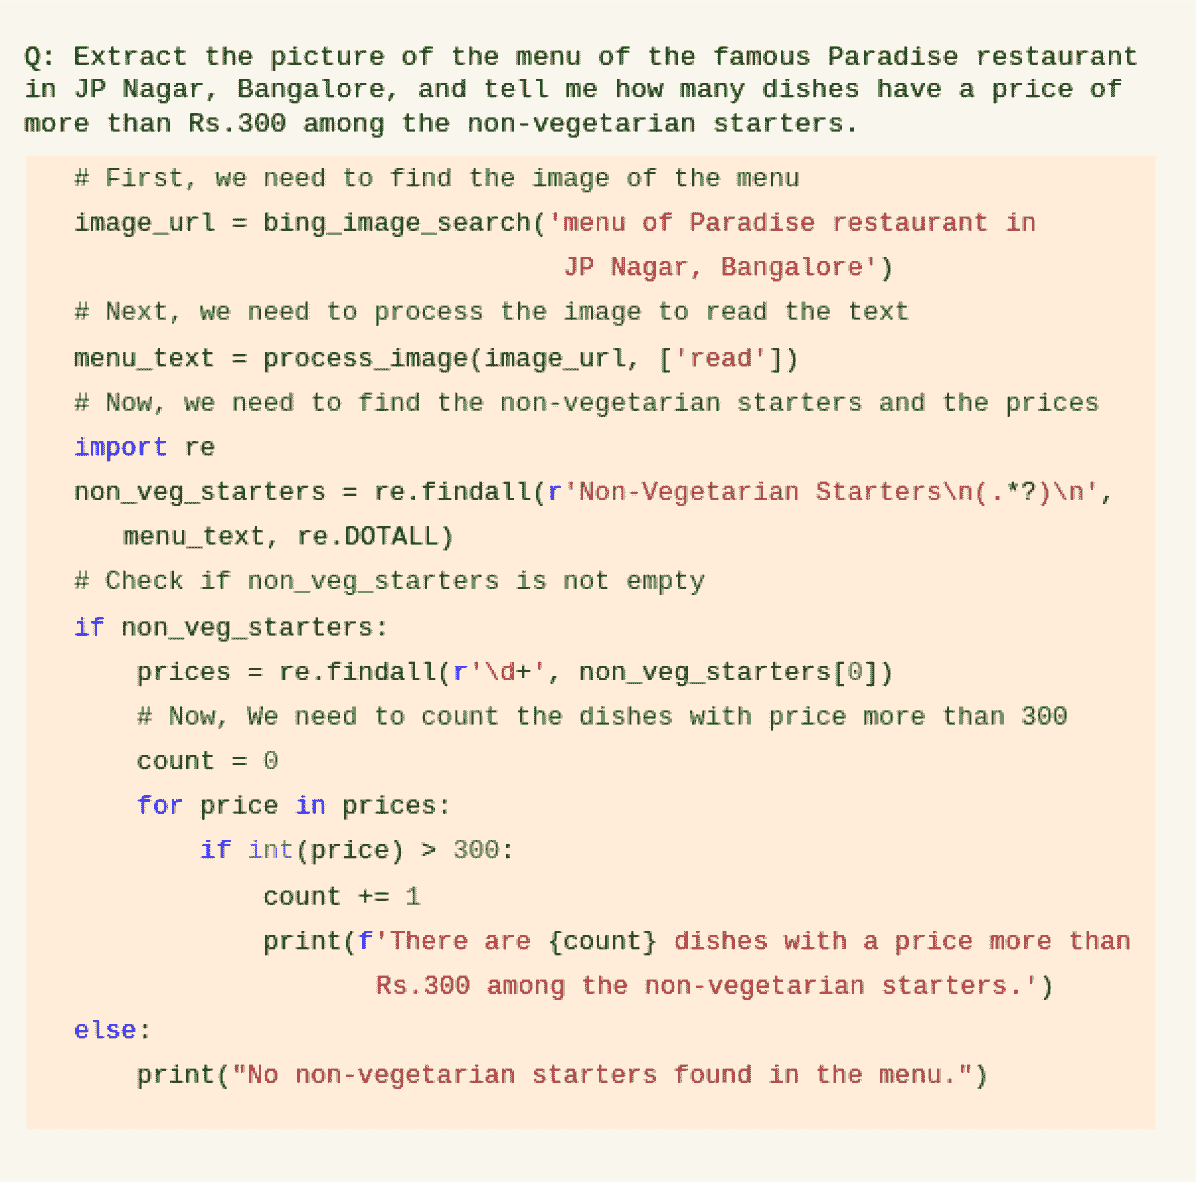 Q: Extract the picture of the menu of the famous Paradise restaurant
in JP Nagar, Bangalore, and tell me how many dishes have a price of
more than Rs.300 among the non-vegetarian starters.
# First, we need to find the image of the menu
image_url = bing_image_search('menu of Paradise restaurant in
JP Nagar, Bangalore')
# Next, we need to process the image to read the text
menu_text = process_image(image_url, ['read'])
# Now, we need to find the non-vegetarian starters and the prices
import re
non_veg_starters = re.findall(r'Non-Vegetarian Starters\n(.*?)\n',
menu_text, re.DOTALL)
# Check if non_veg_starters is not empty
if non_veg_starters:
prices = re.findall(r'\d+', non_veg_starters[0])
# Now, We need to count the dishes with price more than 300
count = 0
for price in prices:
if int(price) > 300:
count += 1
print(f'There are {count} dishes with a price more than
Rs.300 among the non-vegetarian starters.')
else:
print("No non-vegetarian starters found in the menu.")